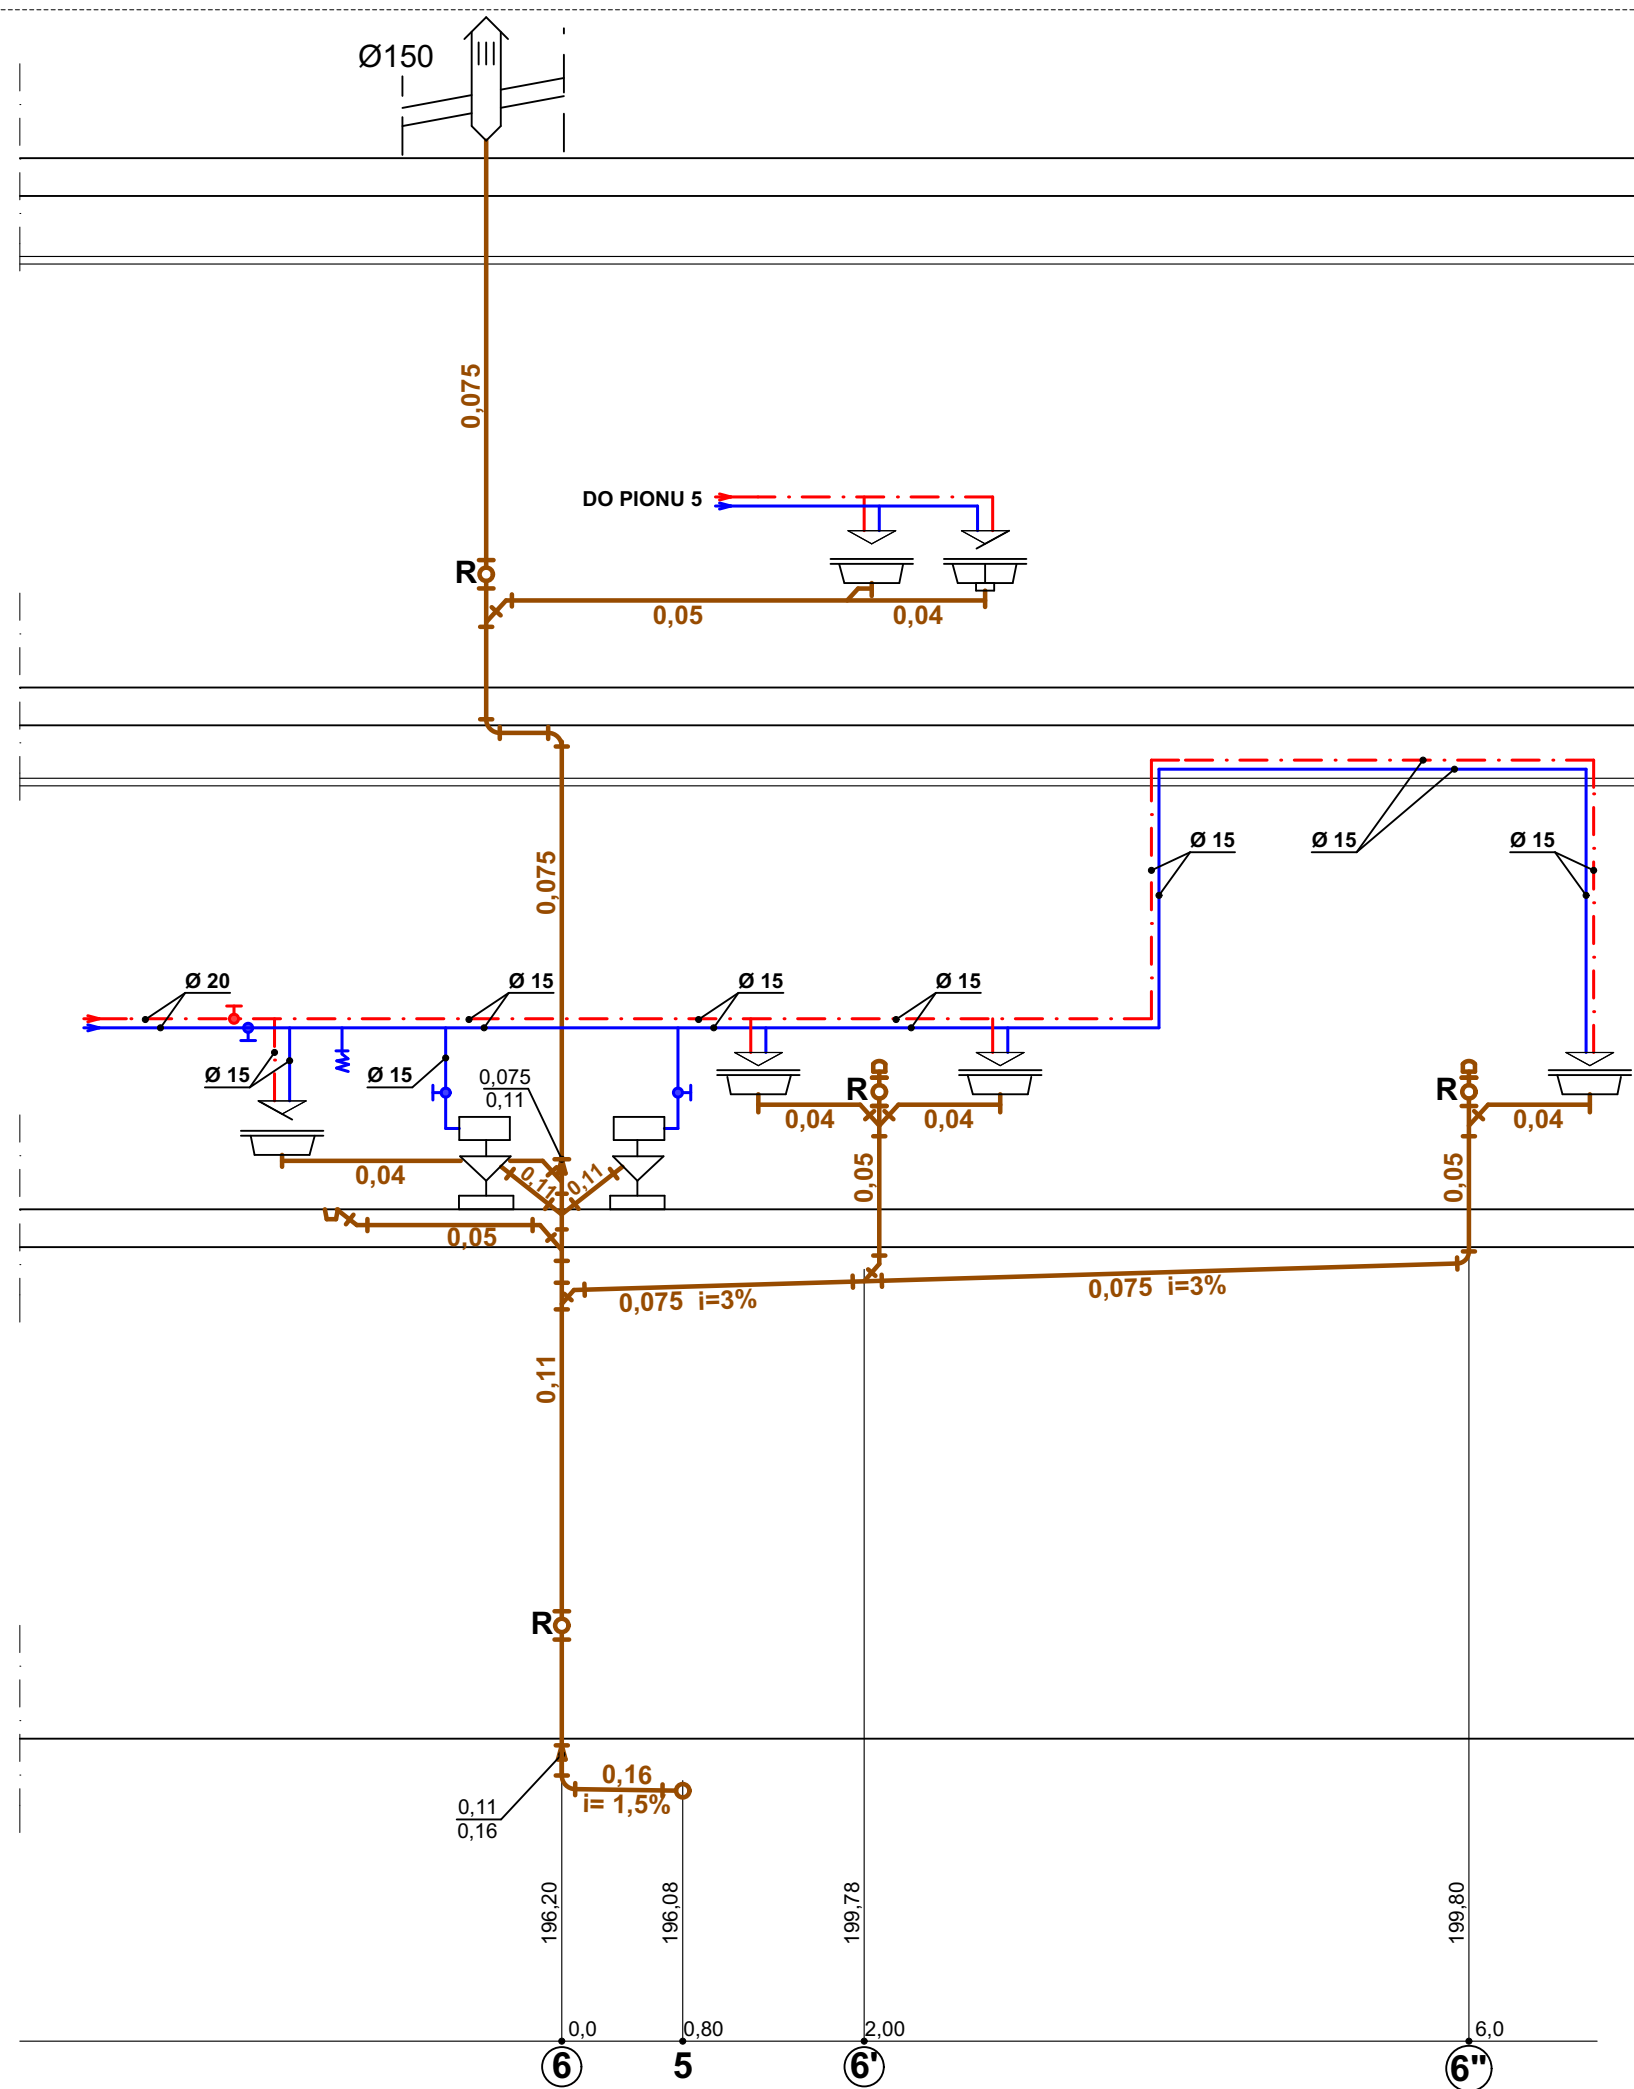 Ø150
0,075
DO PIONU 5
R
0,05
0,04
0,075
Ø 15
Ø 15
Ø 15
Ø 20
Ø 15
Ø 15
Ø 15
Ø 15
Ø 15
0,075
0,11
R
R
0,04
0,04
0,04
0,04
0,11
0,11
0,05
0,05
0,05
0,075 i=3%
0,075 i=3%
0,11
R
0,16
i= 1,5%
0,11
0,16
196,20
196,08
199,78
199,80
0,0
0,80
2,00
6,0
6
5
6'
6"